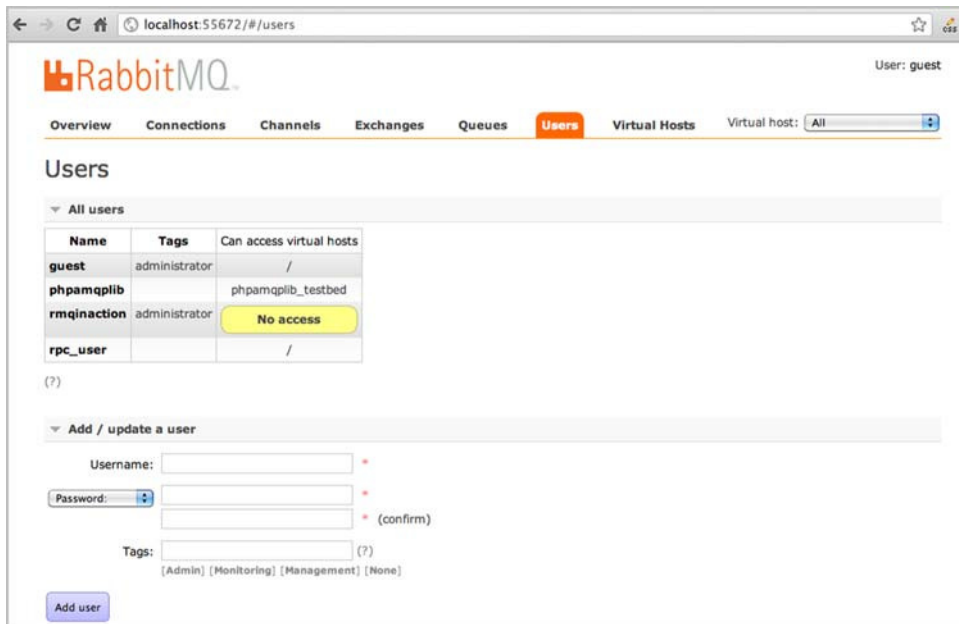 localhost:55672/#/users
css
RabbitMQ
User: guest
Overview Connections Channels Exchanges Queues Users Virtual Hosts Virtual host: All
Users
All users
Name Tags Can access virtual hosts
guest administrator /
phpamqplib phpamqplib_testbed
rmqinaction administrator No access
rpc_user /
(?)
Add / update a user
Username: *
Password: *
* (confirm)
Tags: (?)
[Admin] [Monitoring] [Management] [None]
Add user